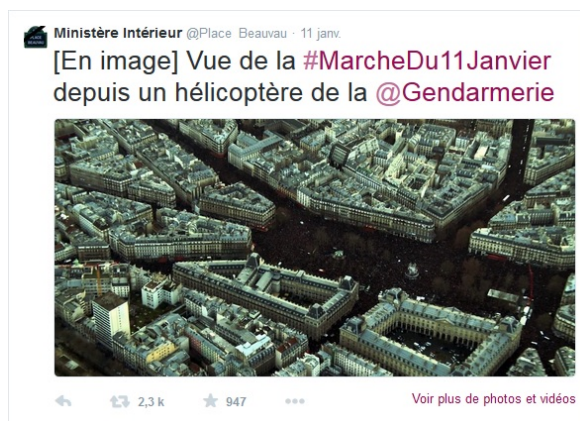 Ministère Intérieur @Place_Beauvau · 11 janv.
[En image] Vue de la #MarcheDu11Janvier
depuis un hélicoptère de la @Gendarmerie
2,3 k 947 Voir plus de photos et vidéos